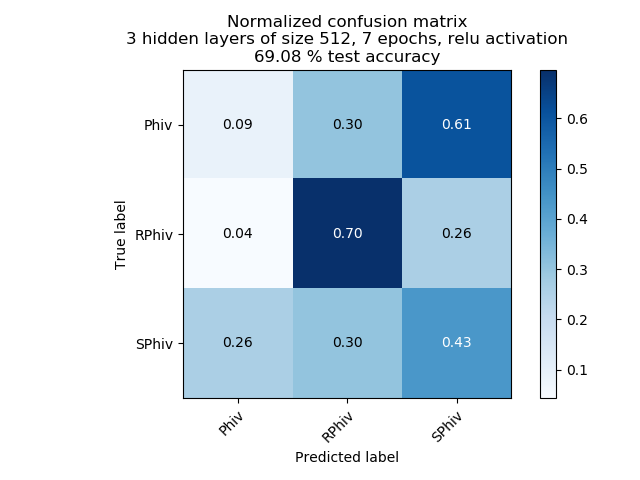 Normalized confusion matrix
3 hidden layers of size 512, 7 epochs, relu activation
69.08 % test accuracy
True label
Phiv 0.09 0.30 0.61
RPhiv 0.04 0.70 0.26
SPhiv 0.26 0.30 0.43
Phiv RPhiv SPhiv
Predicted label
0.6
0.5
0.4
0.3
0.2
0.1